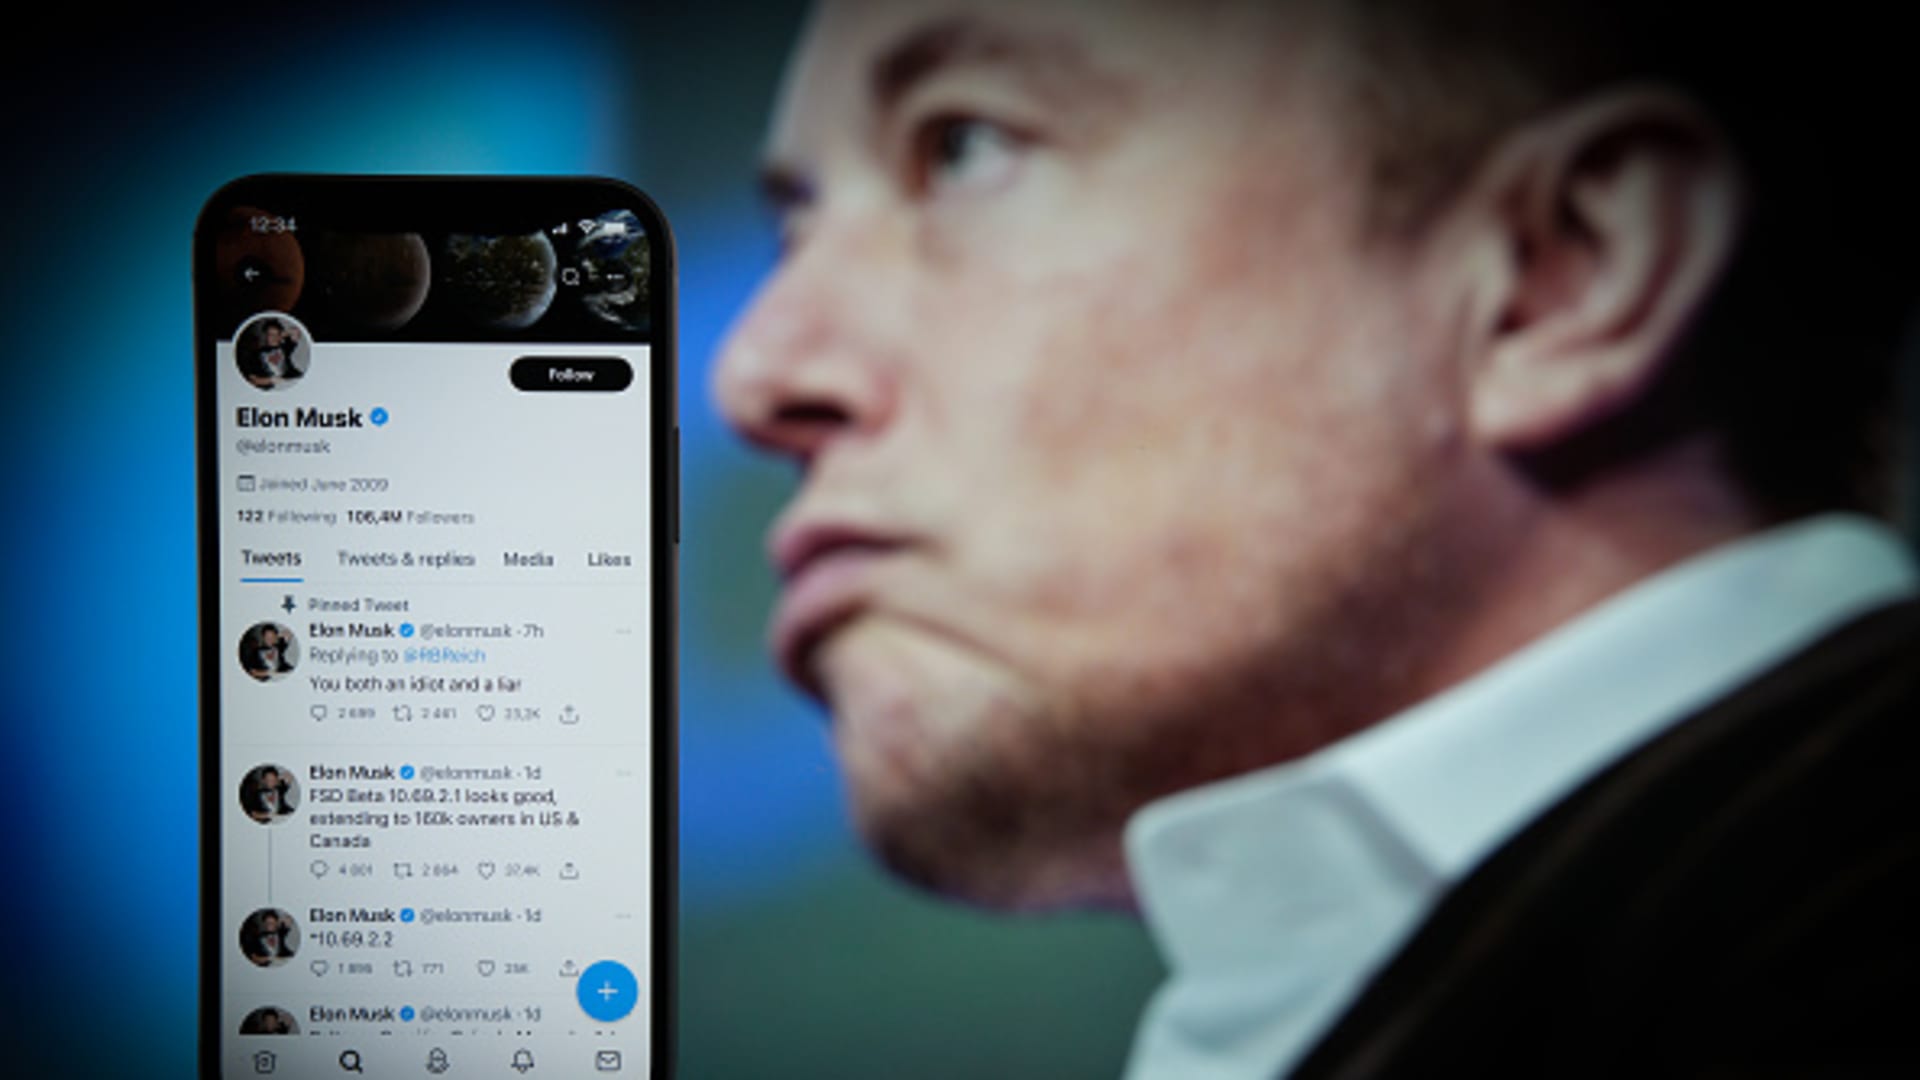 12:34
Follow
Elon Musk
@elonmusk
Joined June 2009
122 Following 106,4M Followers
Tweets Tweets & replies Media Likes
Pinned Tweet
Elon Musk @elonmusk · 7h
Replying to @RBReich
You both an idiot and a liar
2 461
Elon Musk @elonmusk · 1d
FSD Beta 10.69.2.1 looks good,
extending to 160k owners in US &
Canada
Elon Musk @elonmusk · 1d
*10.69.2.2
771
Elon Musk @elonmusk · 1d